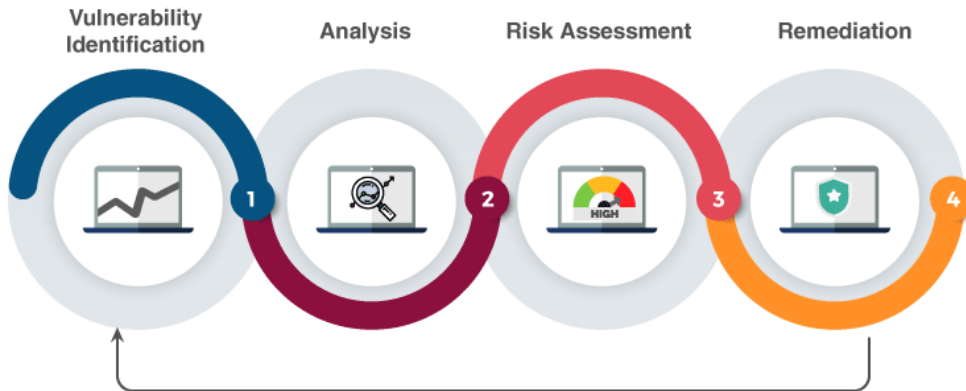 Vulnerability
Identification
Analysis
Risk Assessment
Remediation
1
2
3
4
HIGH